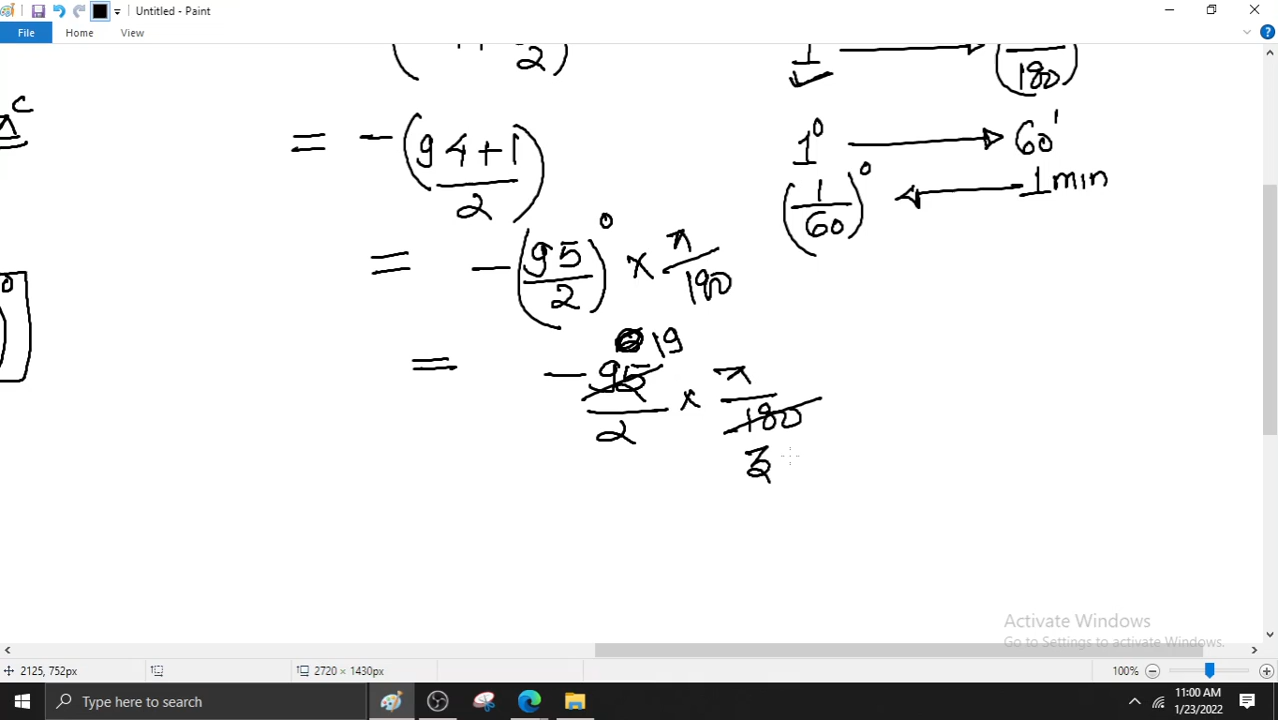 Untitled - Paint
File Home View
2)
1 → 180)
c
= -(94+1 / 2)
1° → 60'
(1/60)° ← 1min
= -(95/2)° × π/180
19
= -95/2 × π/180
3
Activate Windows
Go to Settings to activate Windows.
2125, 752px
2720 × 1430px
100%
Type here to search
11:00 AM
1/23/2022